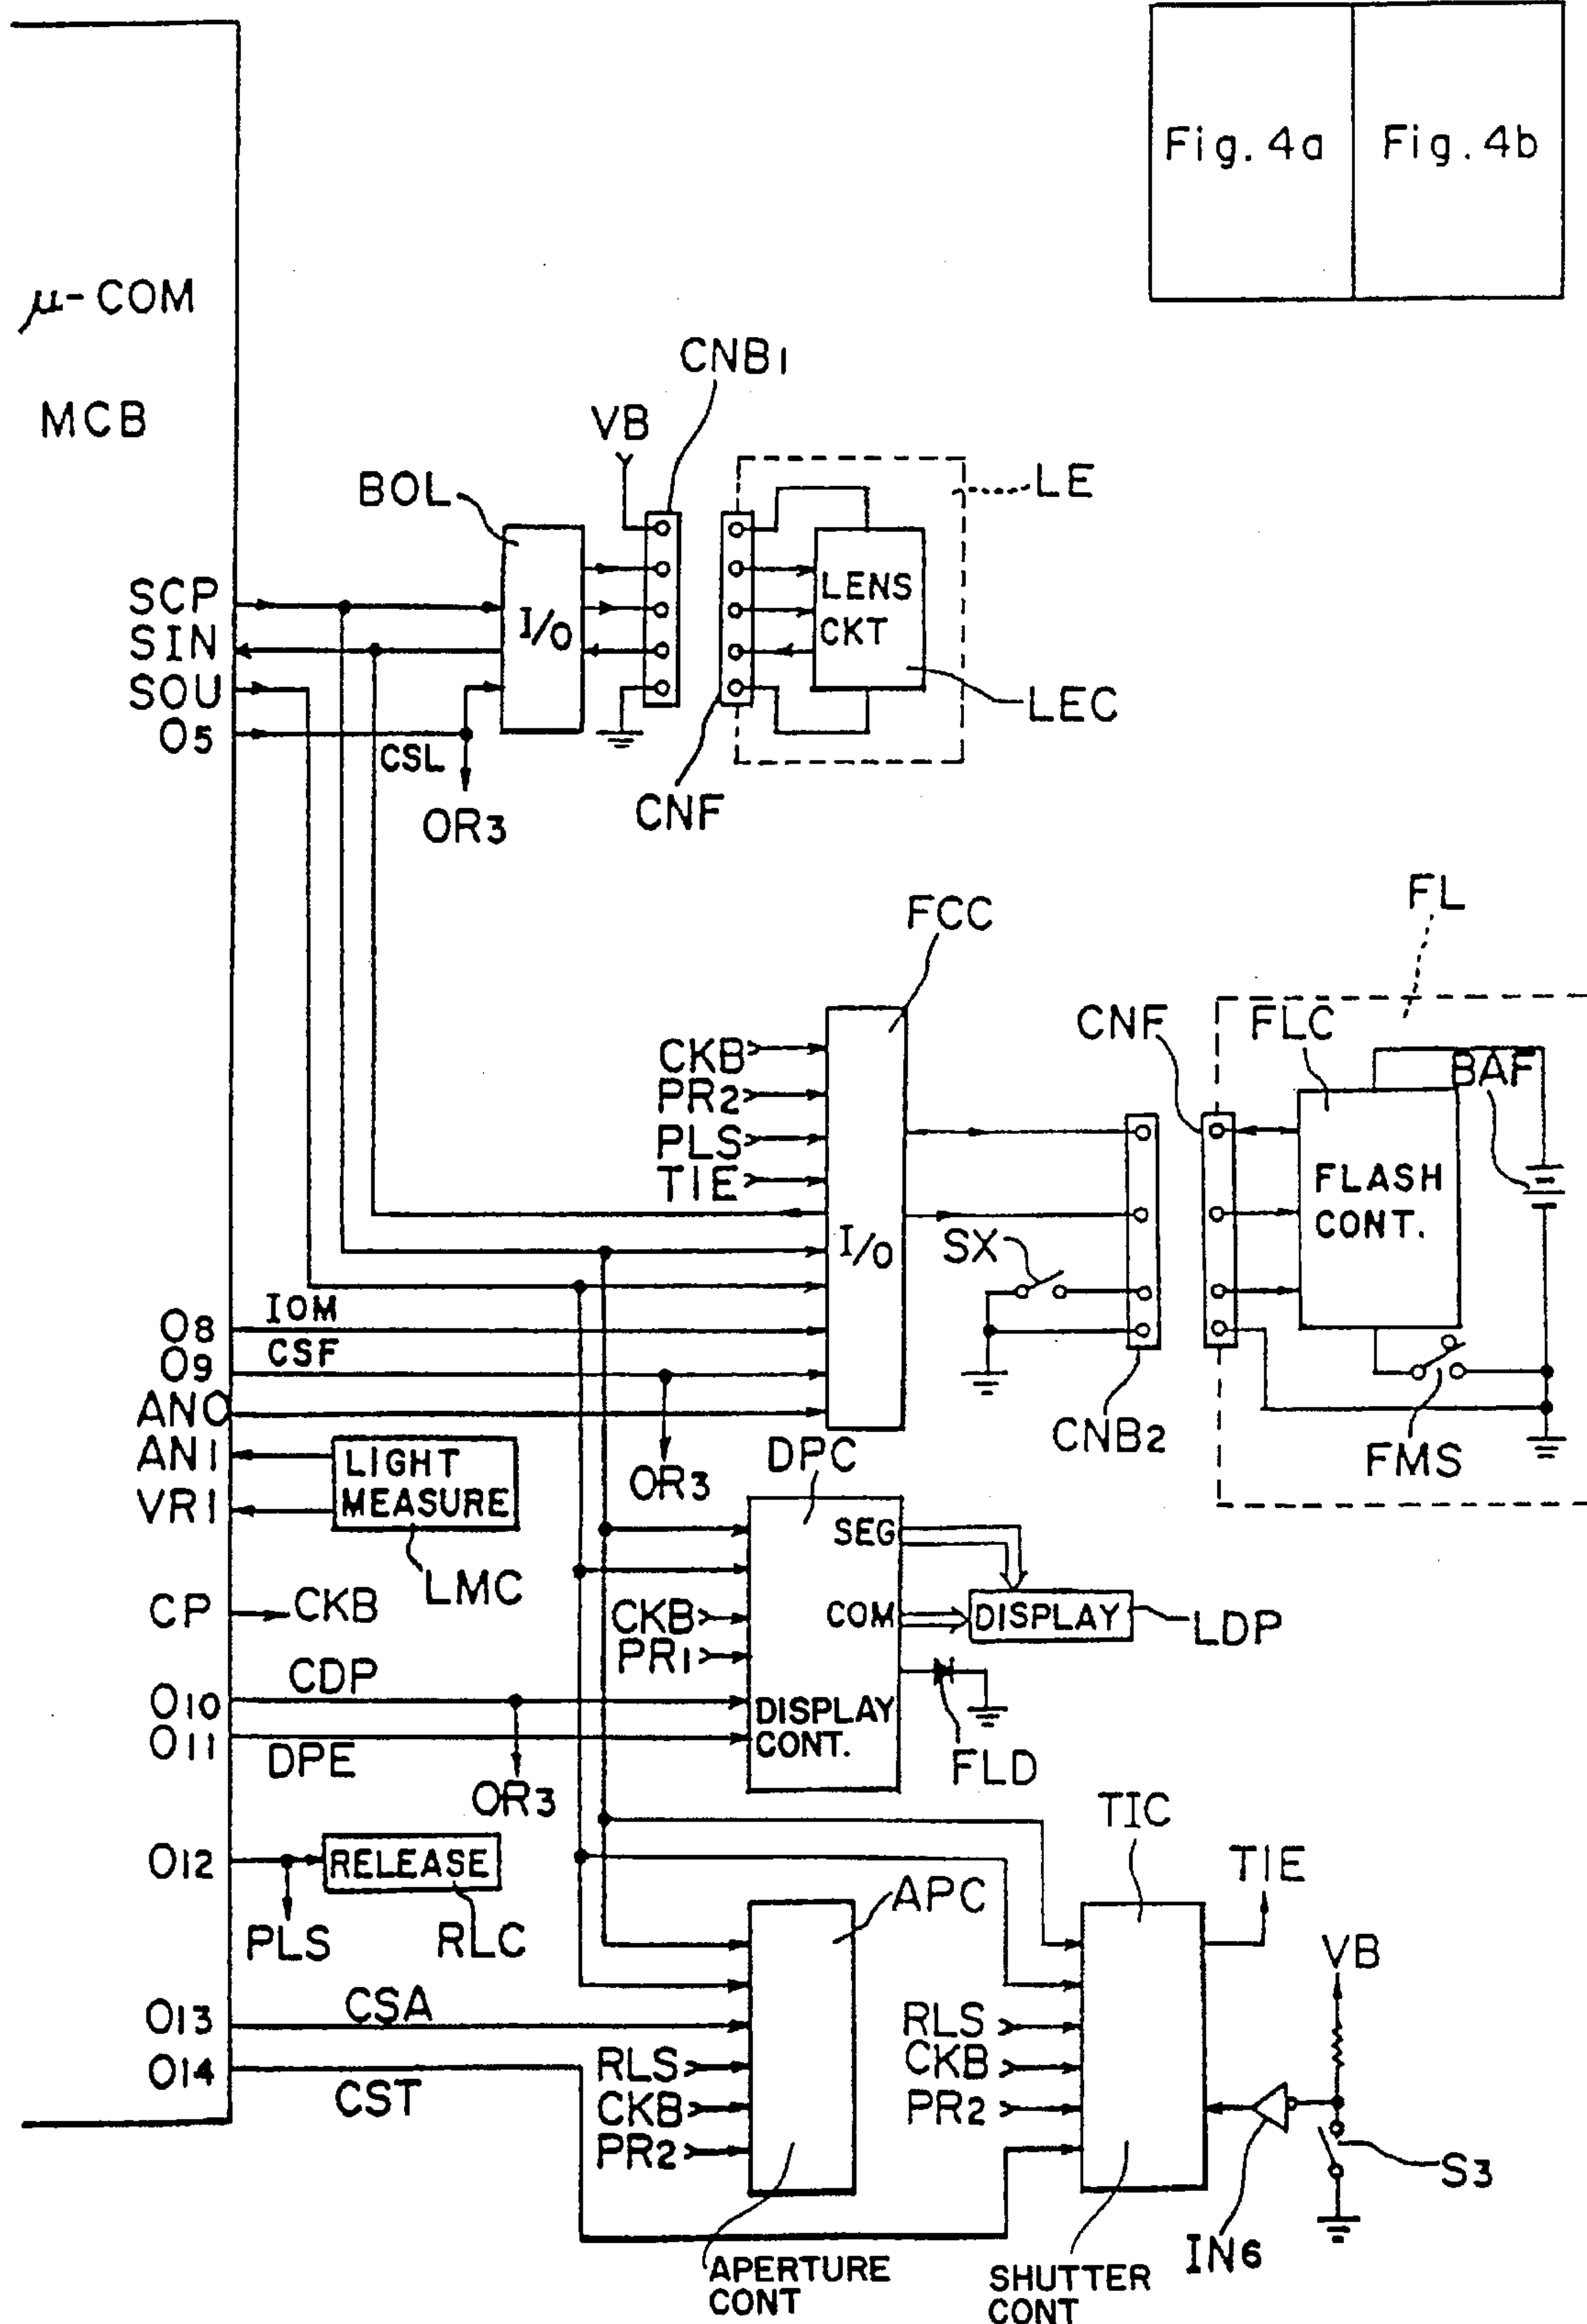 Fig. 4a
Fig. 4b
μ-COM
MCB
CNB1
VB
BOL
LE
SCP
SIN
SOU
O5
I/O
LENS
CKT
LEC
CSL
OR3
CNF
FCC
FL
CNF
FLC
BAF
CKB
PR2
PLS
TIE
FLASH
CONT.
I/O
SX
IOM
O8
CSF
O9
ANO
CNB2
FMS
AN1
VR1
LIGHT
MEASURE
LMC
OR3
DPC
SEG
CP
CKB
CKB
COM
DISPLAY
LDP
PR1
CDP
O10
O11
DPE
DISPLAY
CONT.
FLD
OR3
TIC
O12
RELEASE
TIE
APC
PLS
RLC
VB
O13
CSA
RLS
CKB
PR2
O14
CST
RLS
CKB
PR2
S3
IN6
APERTURE
CONT
SHUTTER
CONT